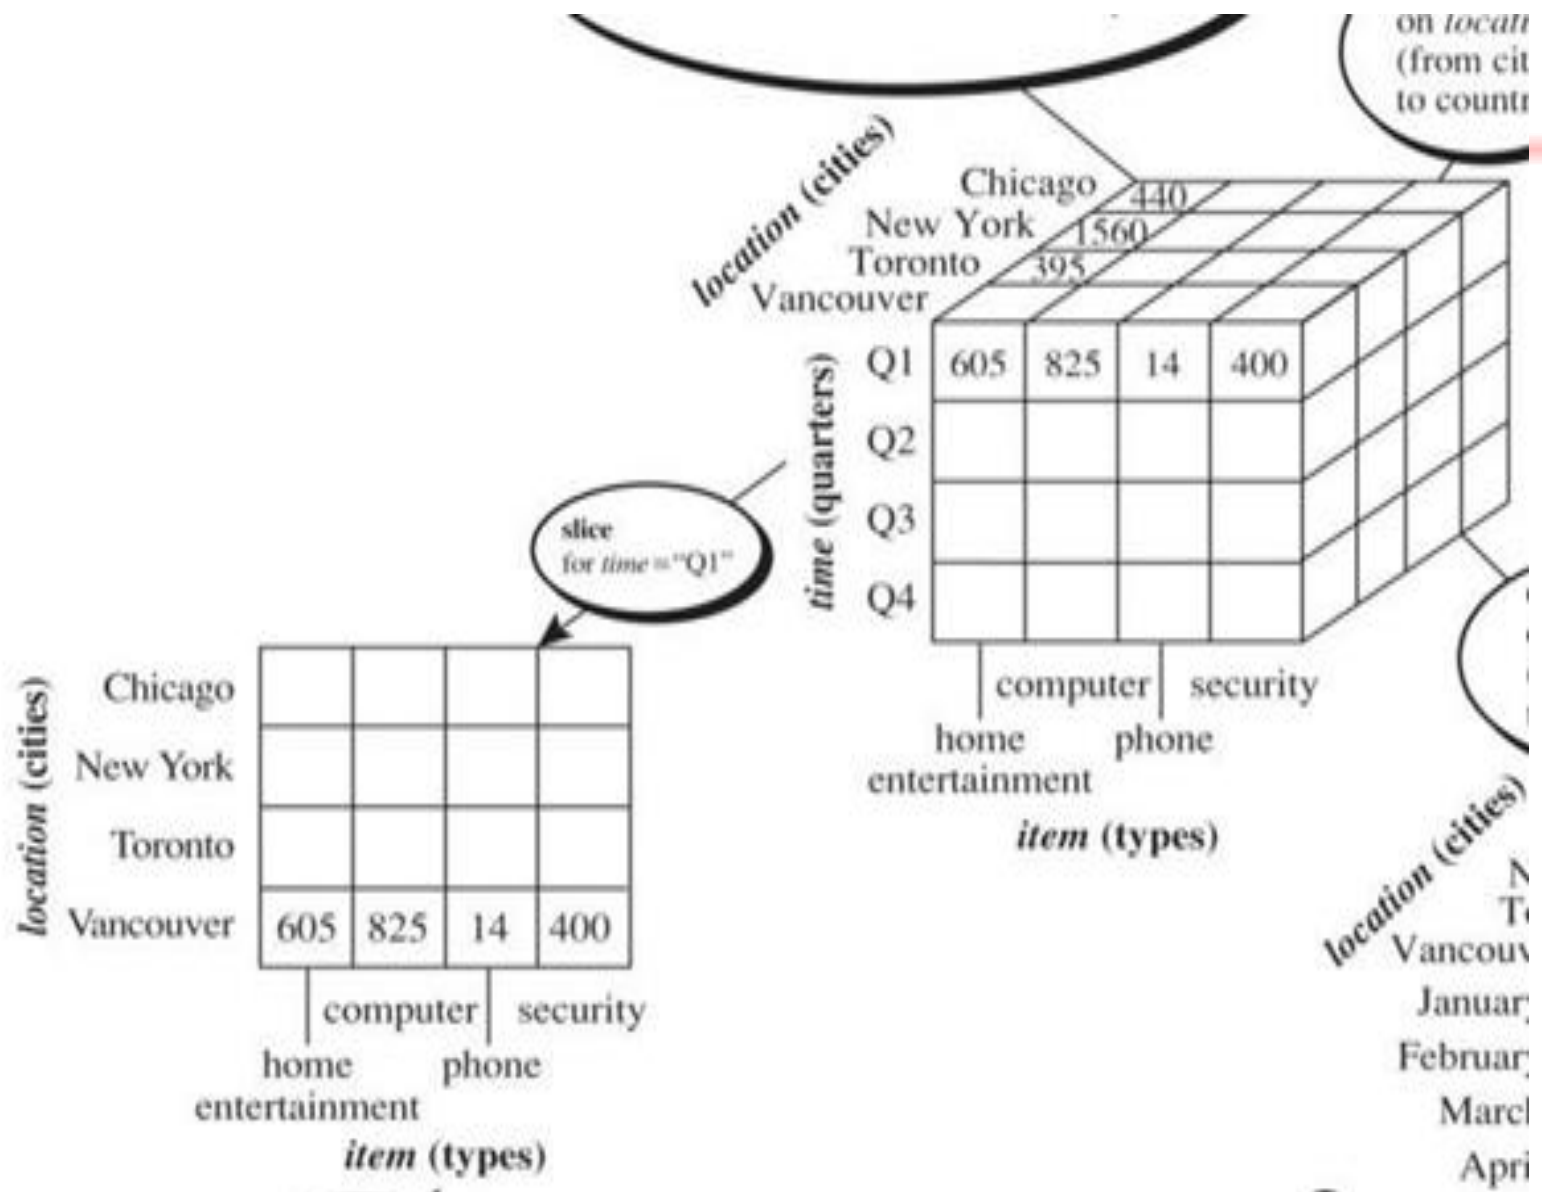 on locati
(from cit
to countr
location (cities)
Chicago 440
New York 1560
Toronto 395
Vancouver
time (quarters)
Q1 605 825 14 400
Q2
Q3
Q4
computer security
home phone
entertainment
item (types)
slice
for time = "Q1"
location (cities)
Chicago
New York
Toronto
Vancouver 605 825 14 400
computer security
home phone
entertainment
item (types)
location (cities)
N
To
Vancouv
January
February
Marcl
Apri